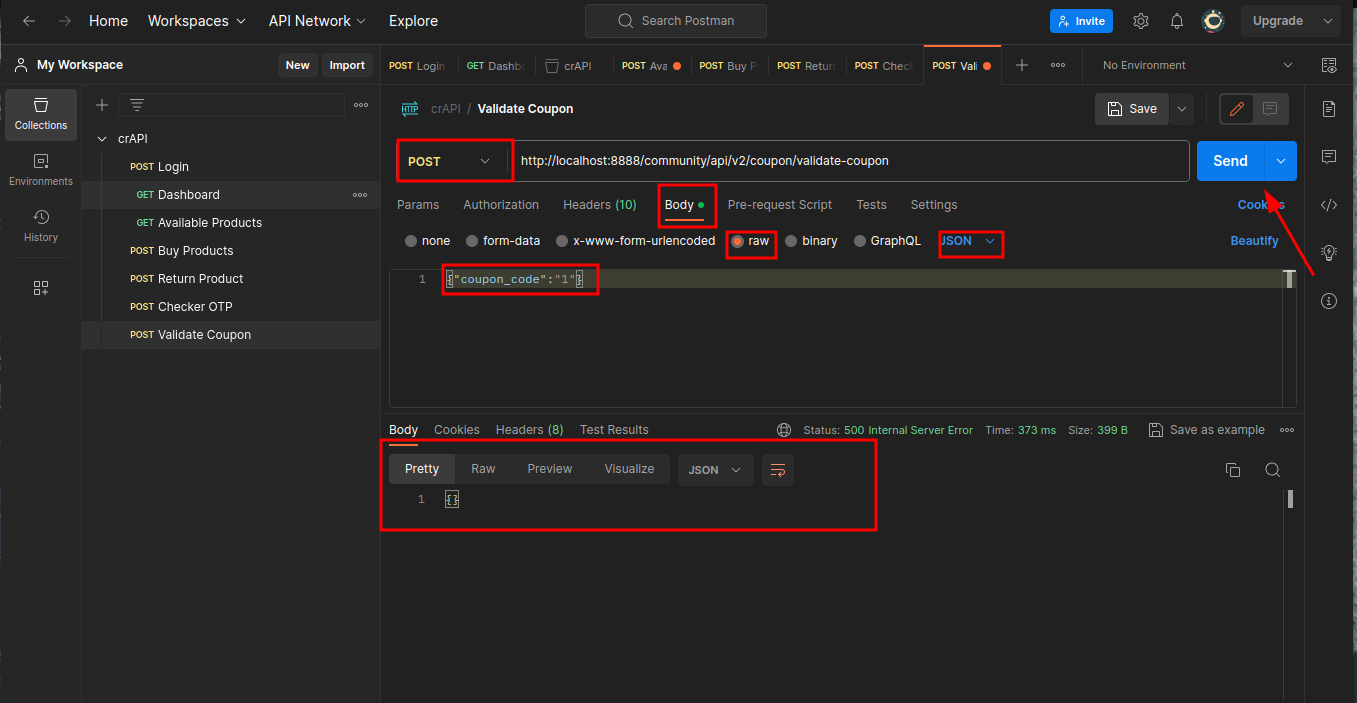 Home Workspaces API Network Explore Search Postman Invite Upgrade
My Workspace New Import POST Login GET Dashb crAPI POST Ava POST Buy P POST Return POST Check POST Vali No Environment
Collections
Environments
History
crAPI
POST Login
GET Dashboard
GET Available Products
POST Buy Products
POST Return Product
POST Checker OTP
POST Validate Coupon
HTTP crAPI / Validate Coupon Save
POST http://localhost:8888/community/api/v2/coupon/validate-coupon Send
Params Authorization Headers (10) Body Pre-request Script Tests Settings Cookies
none form-data x-www-form-urlencoded raw binary GraphQL JSON Beautify
1 {"coupon_code":"1"}
Body Cookies Headers (8) Test Results Status: 500 Internal Server Error Time: 373 ms Size: 399 B Save as example
Pretty Raw Preview Visualize JSON
1 {}